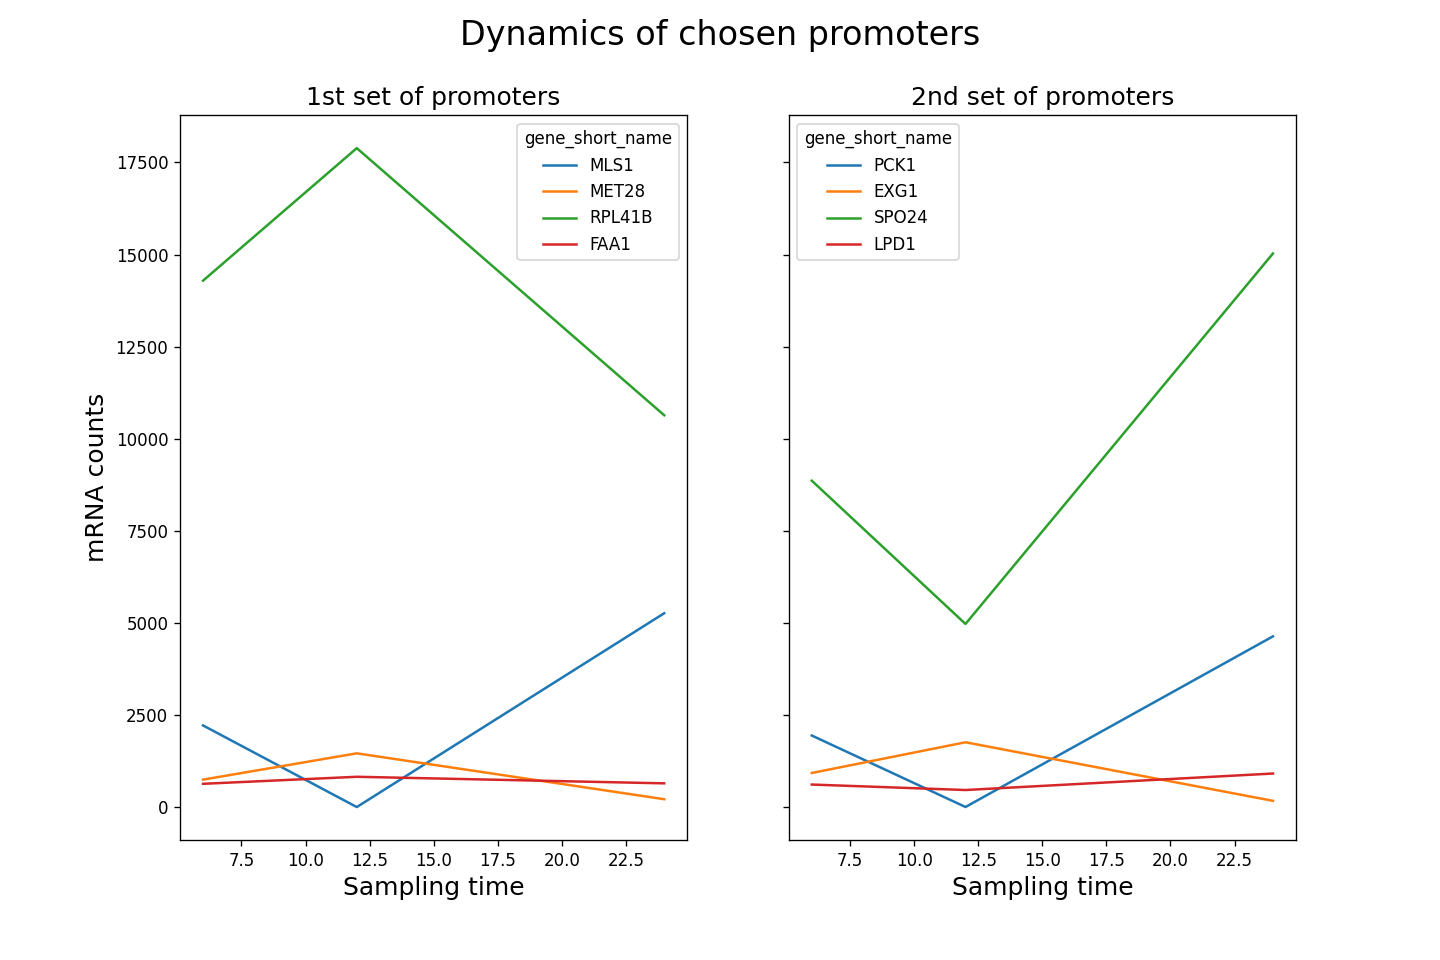 Dynamics of chosen promoters
1st set of promoters
gene_short_name
MLS1
MET28
RPL41B
FAA1
17500
15000
12500
10000
7500
5000
2500
0
mRNA counts
7.5 10.0 12.5 15.0 17.5 20.0 22.5
Sampling time
2nd set of promoters
gene_short_name
PCK1
EXG1
SPO24
LPD1
7.5 10.0 12.5 15.0 17.5 20.0 22.5
Sampling time